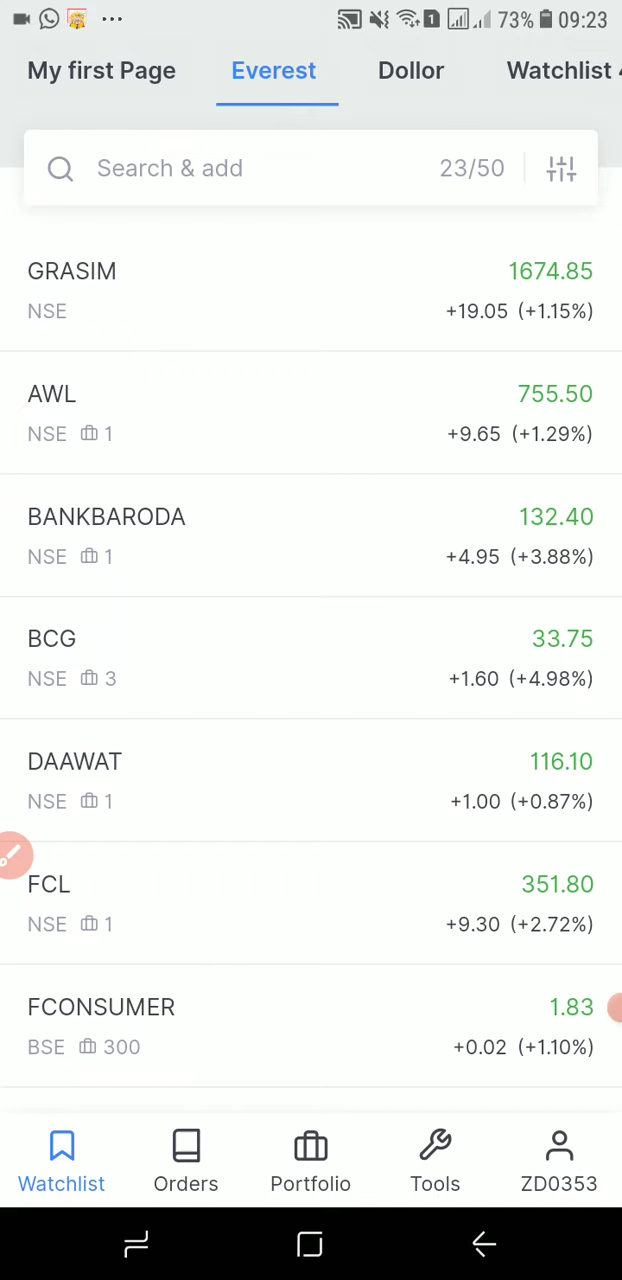 1 73% 09:23
My first Page Everest Dollor Watchlist 4
Search & add 23/50
GRASIM 1674.85
NSE +19.05 (+1.15%)
AWL 755.50
NSE 1 +9.65 (+1.29%)
BANKBARODA 132.40
NSE 1 +4.95 (+3.88%)
BCG 33.75
NSE 3 +1.60 (+4.98%)
DAAWAT 116.10
NSE 1 +1.00 (+0.87%)
FCL 351.80
NSE 1 +9.30 (+2.72%)
FCONSUMER 1.83
BSE 300 +0.02 (+1.10%)
Watchlist Orders Portfolio Tools ZD0353